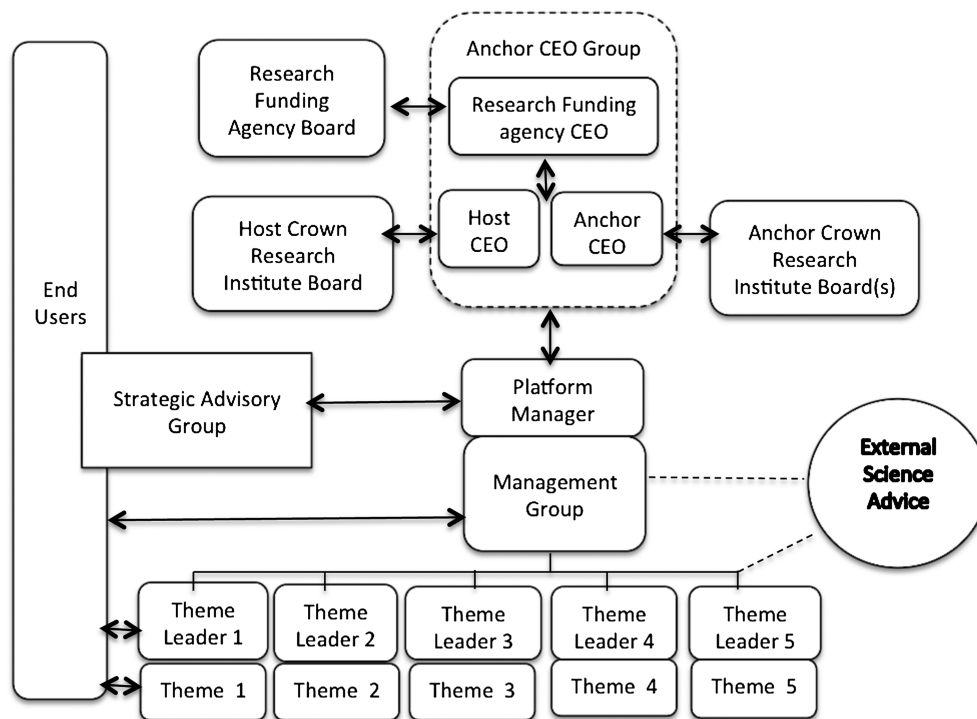 Anchor CEO Group
Research
Funding
Agency Board
Research Funding
agency CEO
Host Crown
Research
Institute Board
Host
CEO
Anchor
CEO
Anchor Crown
Research
Institute Board(s)
End
Users
Strategic Advisory
Group
Platform
Manager
Management
Group
External
Science
Advice
Theme
Leader 1
Theme
Leader 2
Theme
Leader 3
Theme
Leader 4
Theme
Leader 5
Theme 1
Theme 2
Theme 3
Theme 4
Theme 5